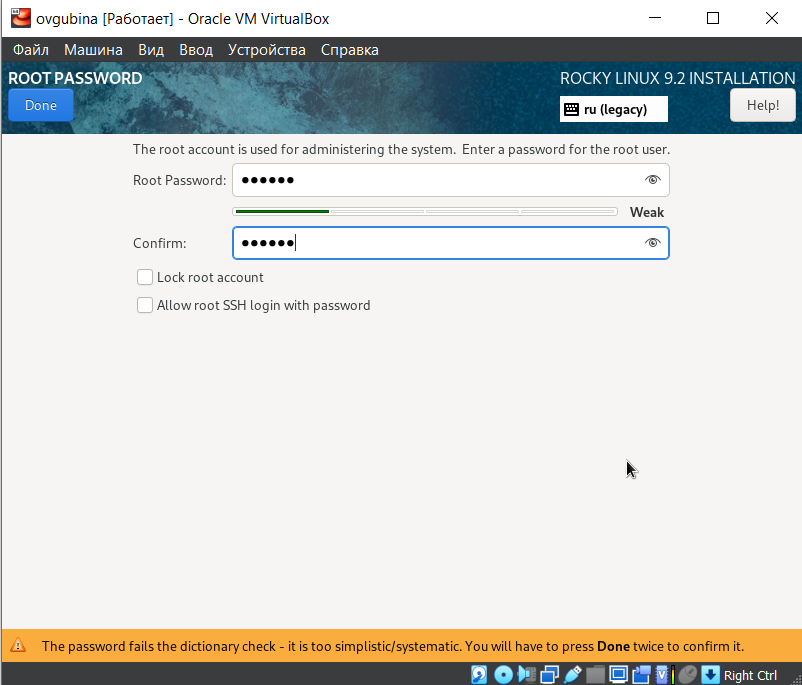 ovgubina [Работает] - Oracle VM VirtualBox
Файл Машина Вид Ввод Устройства Справка
ROOT PASSWORD
ROCKY LINUX 9.2 INSTALLATION
Done
ru (legacy)
Help!
The root account is used for administering the system. Enter a password for the root user.
Root Password: ●●●●●●
Weak
Confirm: ●●●●●●
Lock root account
Allow root SSH login with password
The password fails the dictionary check - it is too simplistic/systematic. You will have to press Done twice to confirm it.
Right Ctrl